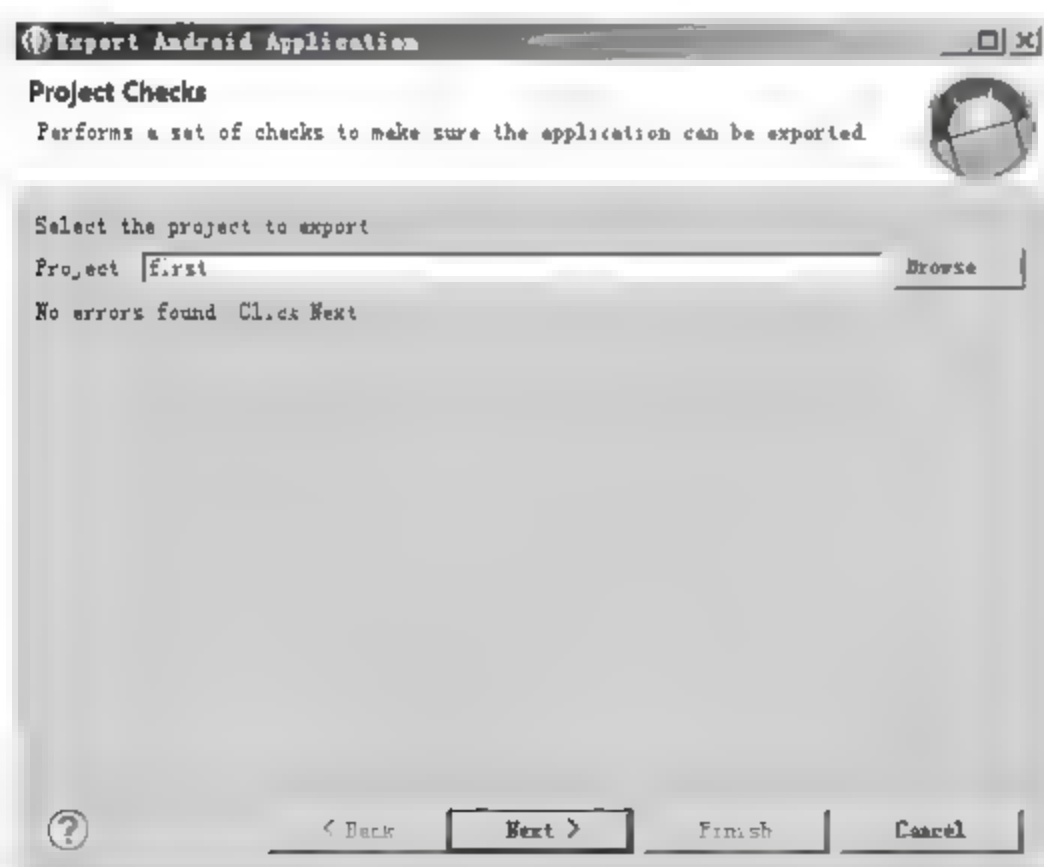 Export Android Application
Project Checks
Performs a set of checks to make sure the application can be exported
Select the project to export
Project first Browse
No errors found Click Next
?
< Back Next > Finish Cancel